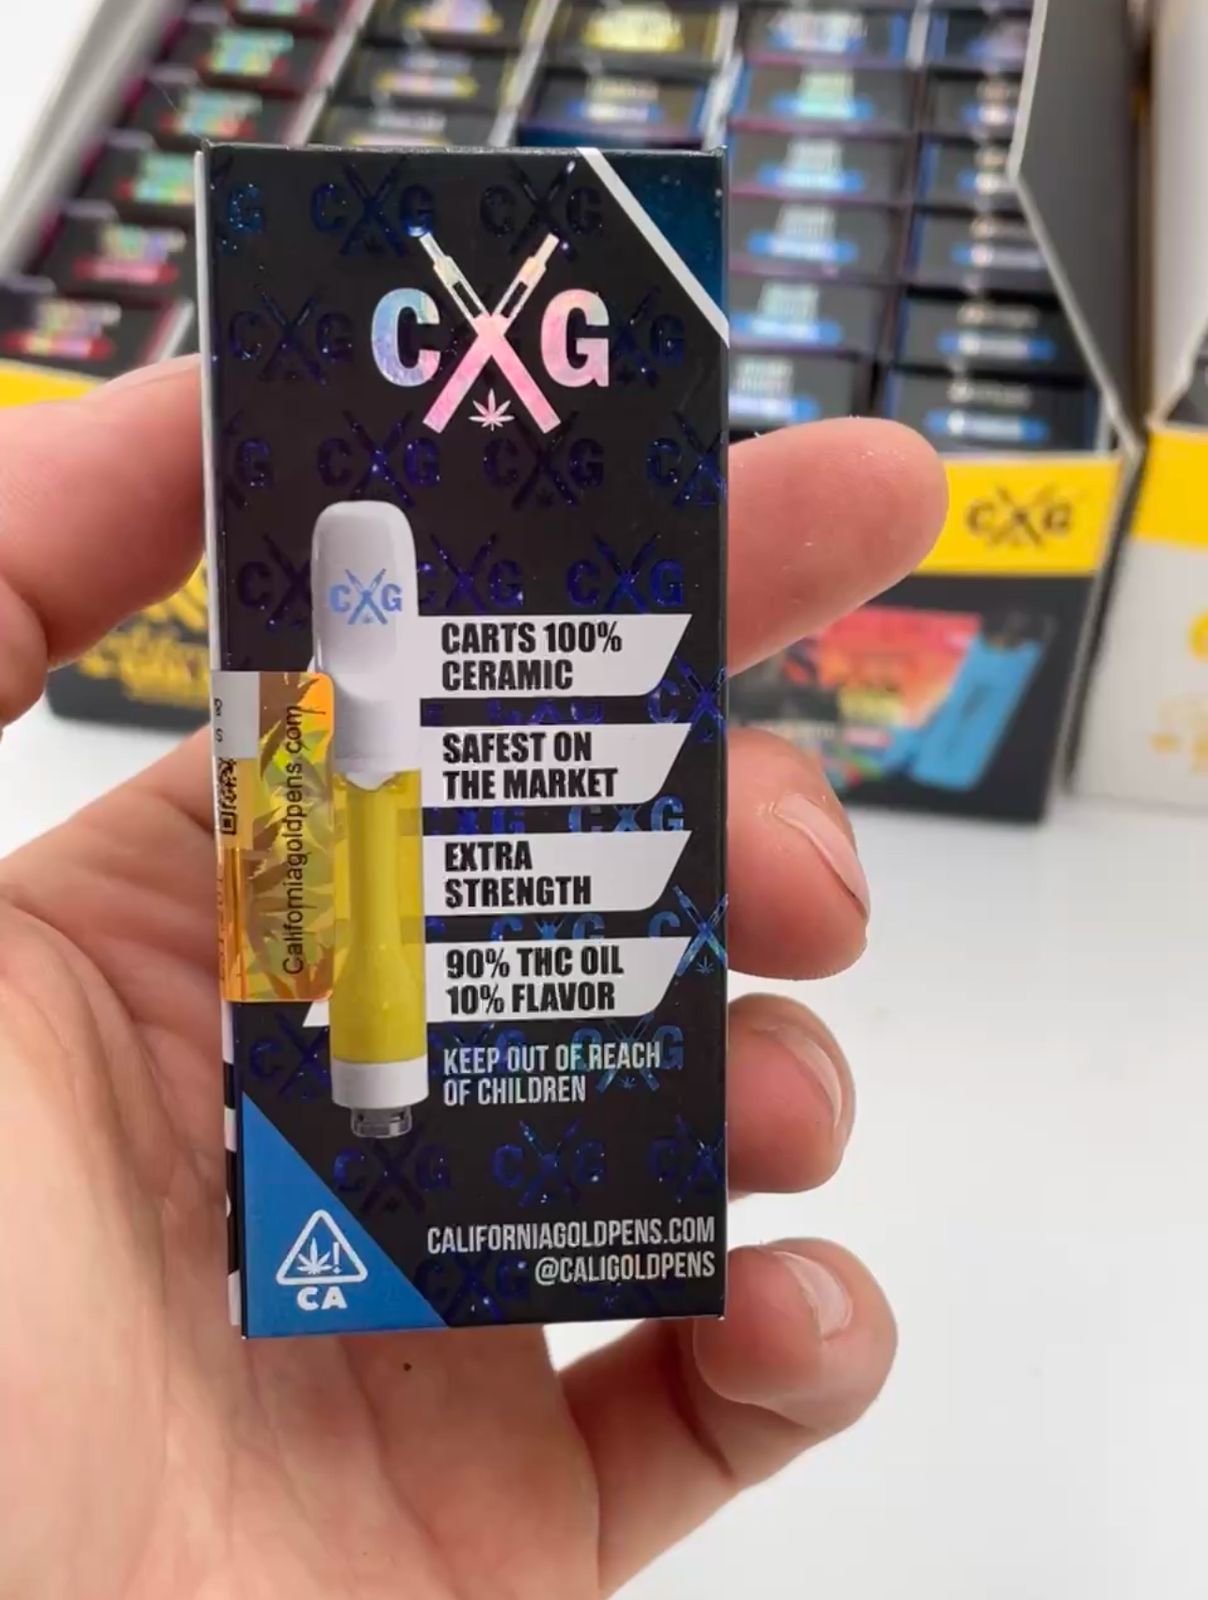 CXG
CXG
CARTS 100%
CERAMIC
SAFEST ON
THE MARKET
EXTRA
STRENGTH
90% THC OIL
10% FLAVOR
KEEP OUT OF REACH
OF CHILDREN
Californiagoldpens.com
CA
CALIFORNIAGOLDPENS.COM
@CALIGOLDPENS
CXG